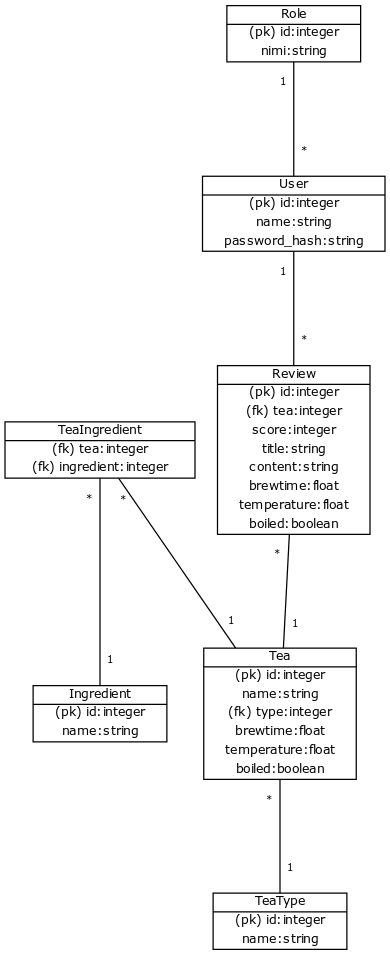 Role
(pk) id:integer
nimi:string
1
*
User
(pk) id:integer
name:string
password_hash:string
1
*
Review
(pk) id:integer
(fk) tea:integer
score:integer
title:string
content:string
brewtime:float
temperature:float
boiled:boolean
TeaIngredient
(fk) tea:integer
(fk) ingredient:integer
*
*
*
1
1
1
Ingredient
(pk) id:integer
name:string
Tea
(pk) id:integer
name:string
(fk) type:integer
brewtime:float
temperature:float
boiled:boolean
*
1
TeaType
(pk) id:integer
name:string